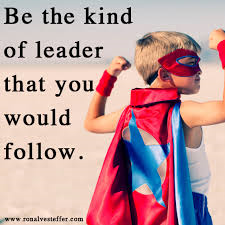 Be the kind
of leader
that you
would
follow.
www.ronalvesteffer.com